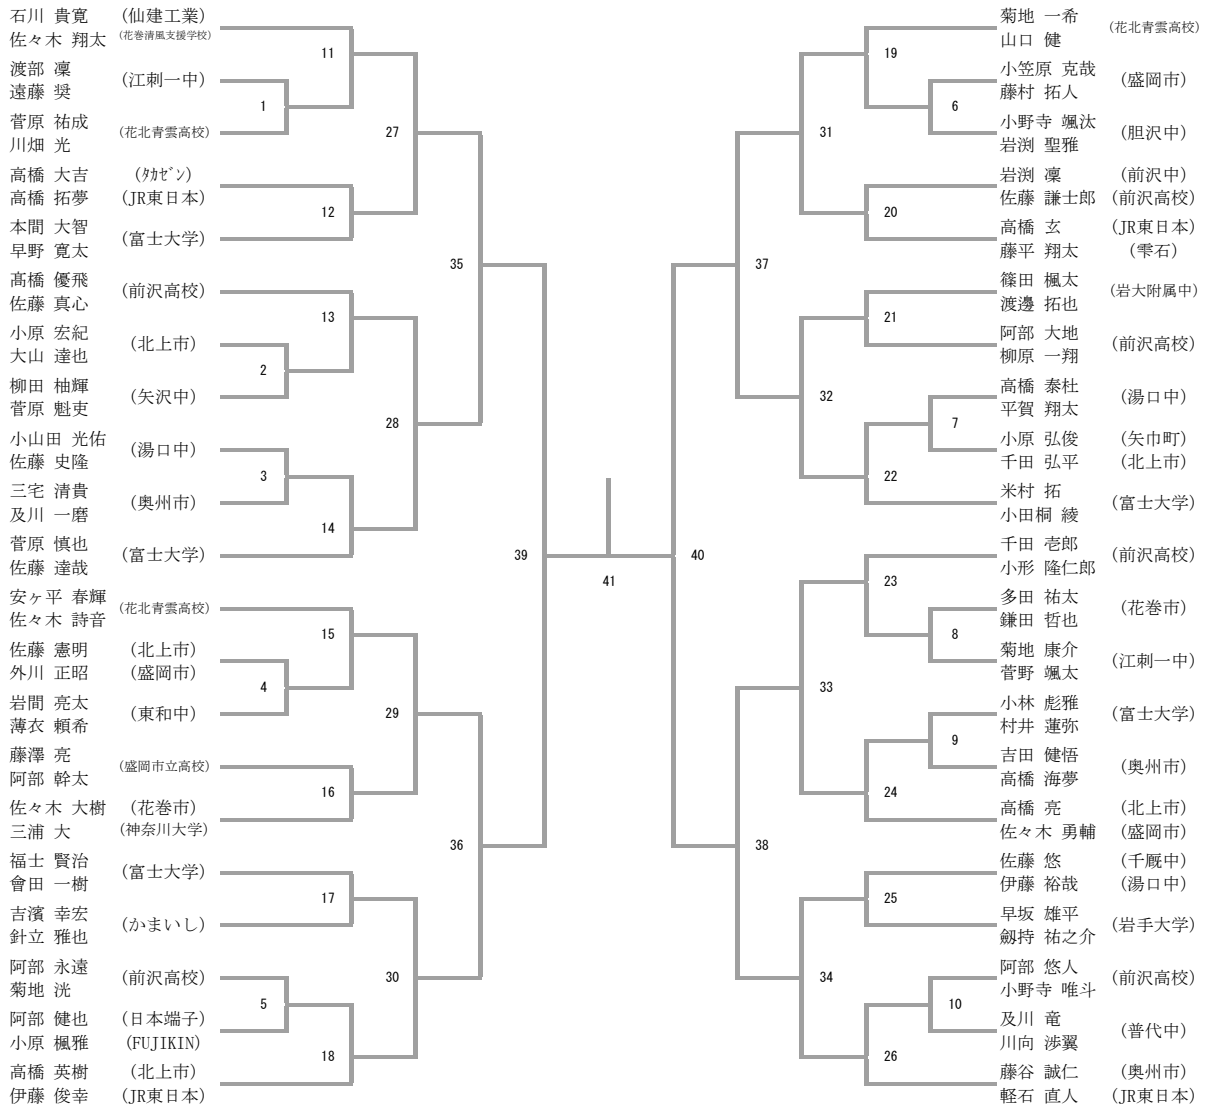 石川 貴寛 (仙建工業)
佐々木 翔太 (花巻清風支援学校)
11
渡部 凜 (江刺一中)
遠藤 奨
1
菅原 祐成 (花北青雲高校)
川畑 光
27
高橋 大吉 (ﾀｶｾﾞﾝ)
高橋 拓夢 (JR東日本)
12
本間 大智 (富士大学)
早野 寛太
35
髙橋 優飛 (前沢高校)
佐藤 真心
13
小原 宏紀 (北上市)
大山 達也
2
柳田 柚輝 (矢沢中)
菅原 魁吏
28
小山田 光佑 (湯口中)
佐藤 史隆
3
三宅 清貴 (奥州市)
及川 一磨
14
菅原 慎也 (富士大学)
佐藤 達哉
39
安ヶ平 春輝 (花北青雲高校)
佐々木 詩音
15
佐藤 憲明 (北上市)
外川 正昭 (盛岡市)
4
岩間 亮太 (東和中)
薄衣 頼希
29
藤澤 亮 (盛岡市立高校)
阿部 幹太
16
佐々木 大樹 (花巻市)
三浦 大 (神奈川大学)
36
福士 賢治 (富士大学)
會田 一樹
17
吉濱 幸宏 (かまいし)
針立 雅也
30
阿部 永遠 (前沢高校)
菊地 洸
5
阿部 健也 (日本端子)
小原 楓雅 (FUJIKIN)
18
高橋 英樹 (北上市)
伊藤 俊幸 (JR東日本)
41
菊地 一希 (花北青雲高校)
山口 健
19
小笠原 克哉 (盛岡市)
藤村 拓人
6
小野寺 颯汰 (胆沢中)
岩渕 聖雅
31
岩渕 凜 (前沢中)
佐藤 謙士郎 (前沢高校)
20
高橋 玄 (JR東日本)
藤平 翔太 (雫石)
37
篠田 楓太 (岩大附属中)
渡邊 拓也
21
阿部 大地 (前沢高校)
柳原 一翔
32
高橋 泰杜 (湯口中)
平賀 翔太
7
小原 弘俊 (矢巾町)
千田 弘平 (北上市)
22
米村 拓 (富士大学)
小田桐 綾
40
千田 壱郎 (前沢高校)
小形 隆仁郎
23
多田 祐太 (花巻市)
鎌田 哲也
8
菊地 康介 (江刺一中)
菅野 颯太
33
小林 彪雅 (富士大学)
村井 蓮弥
9
吉田 健悟 (奥州市)
高橋 海夢
24
高橋 亮 (北上市)
佐々木 勇輔 (盛岡市)
38
佐藤 悠 (千厩中)
伊藤 裕哉 (湯口中)
25
早坂 雄平 (岩手大学)
劔持 祐之介
34
阿部 悠人 (前沢高校)
小野寺 唯斗
10
及川 竜 (普代中)
川向 渉翼
26
藤谷 誠仁 (奥州市)
軽石 直人 (JR東日本)